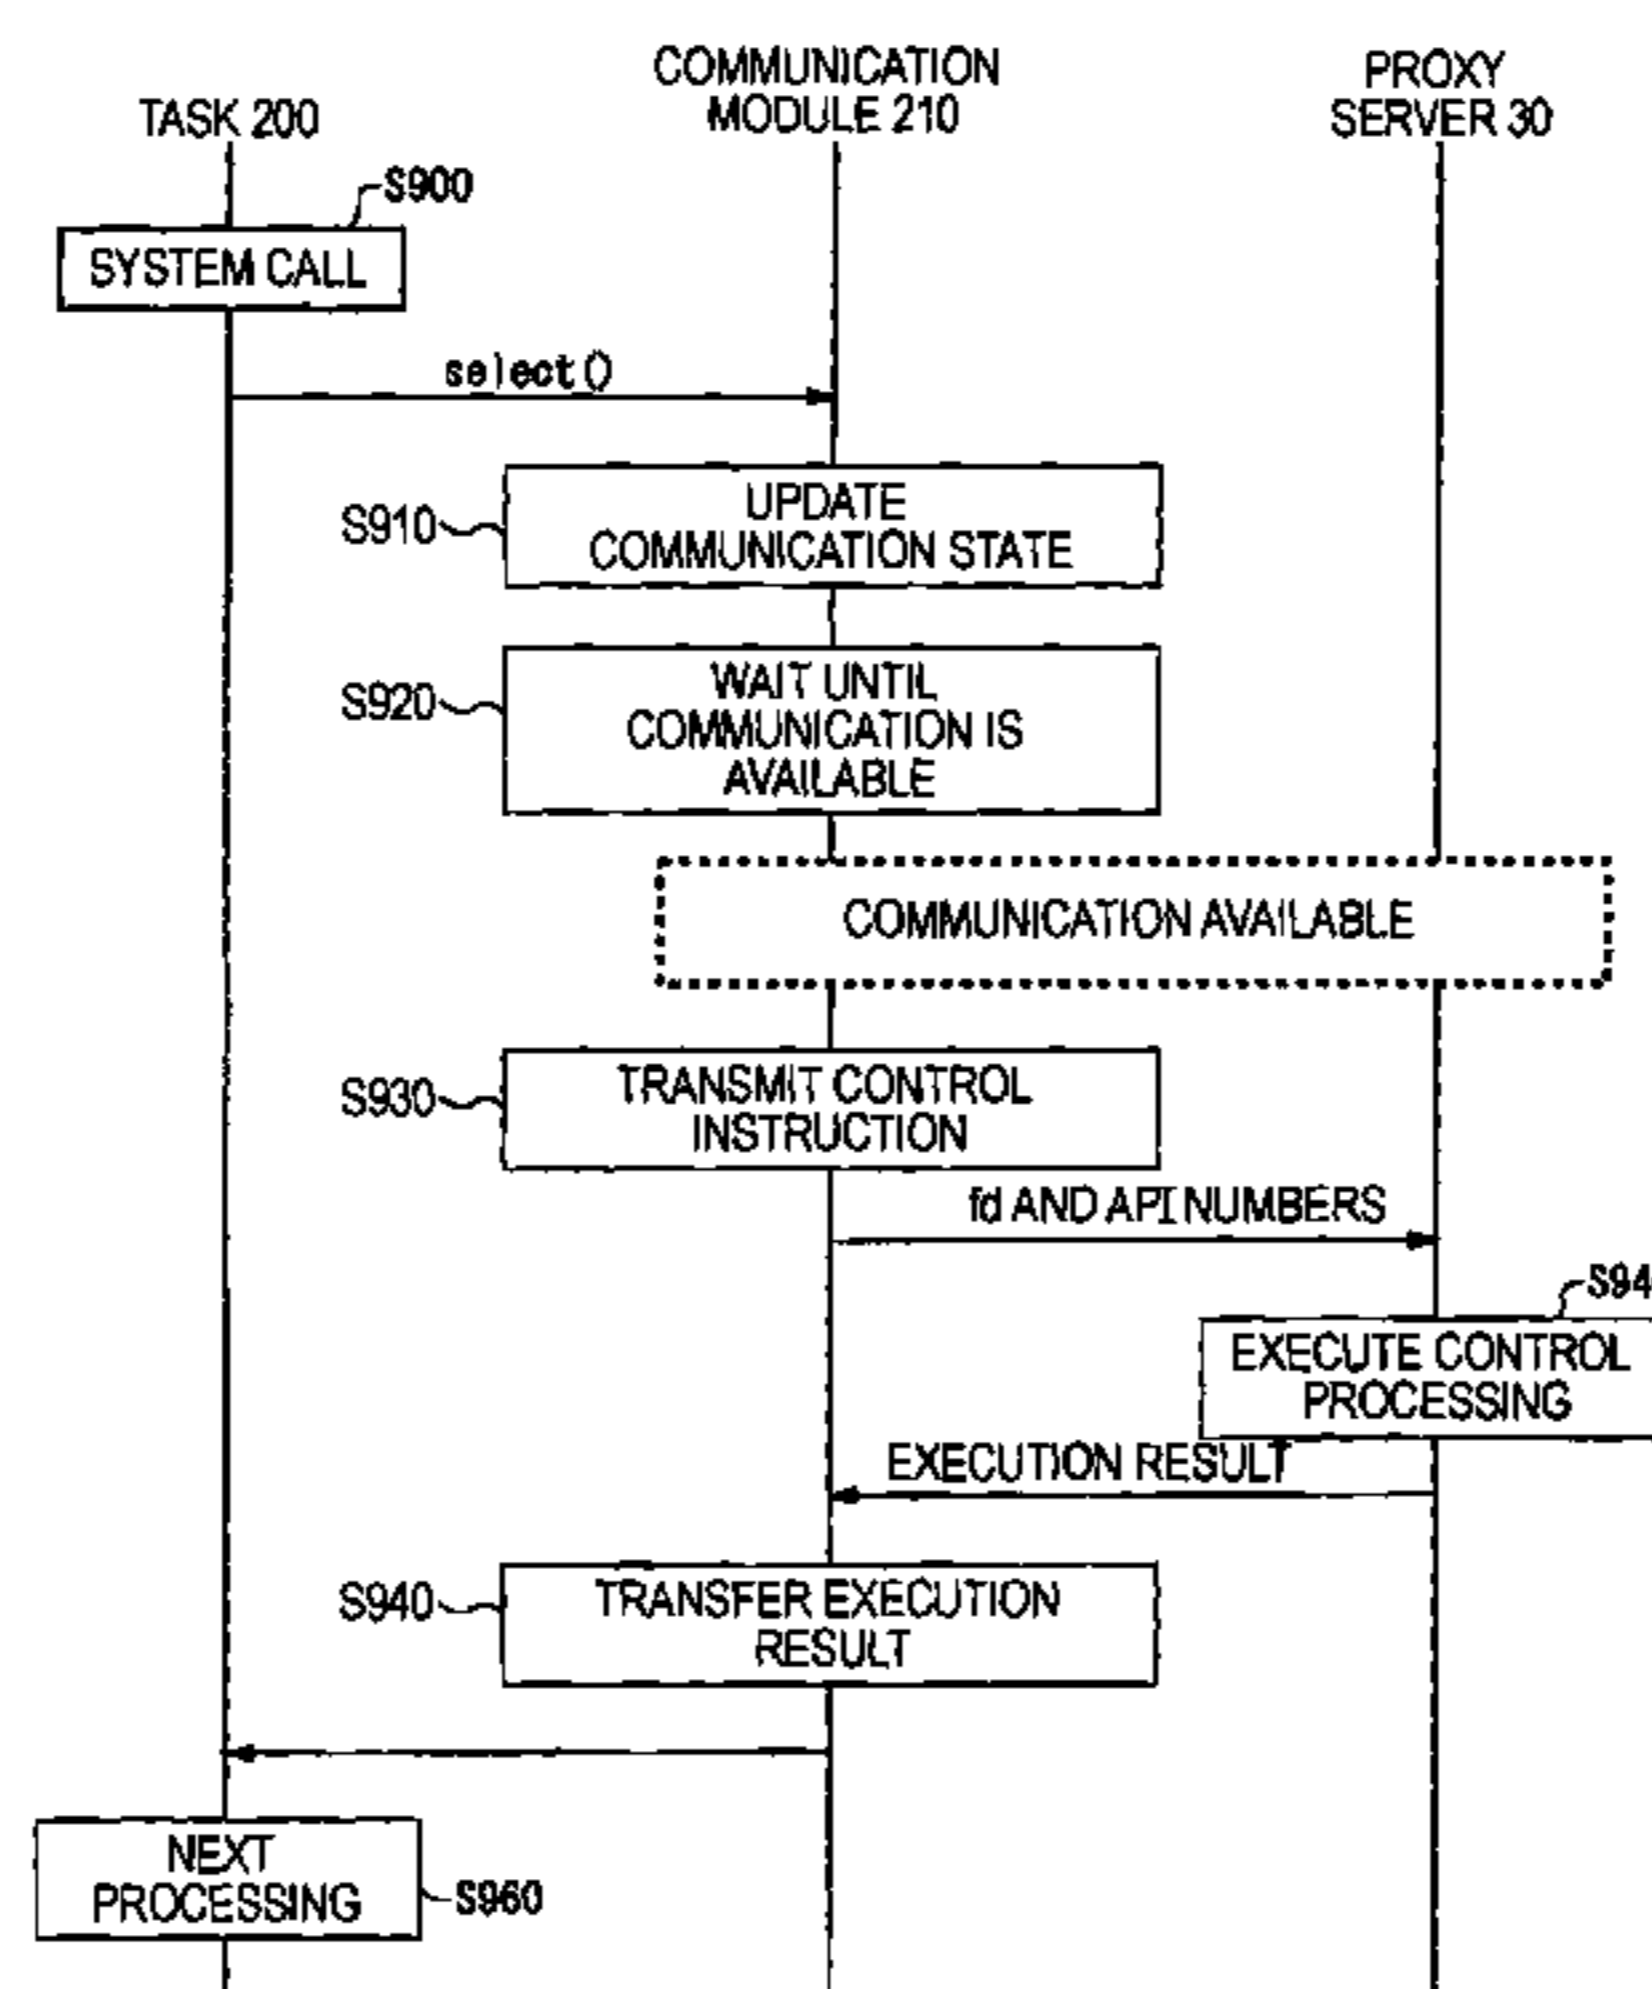 TASK 200
COMMUNICATION
MODULE 210
PROXY
SERVER 30
S900
SYSTEM CALL
select()
S910
UPDATE
COMMUNICATION STATE
S920
WAIT UNTIL
COMMUNICATION IS
AVAILABLE
COMMUNICATION AVAILABLE
S930
TRANSMIT CONTROL
INSTRUCTION
fd AND API NUMBERS
S94
EXECUTE CONTROL
PROCESSING
EXECUTION RESULT
S940
TRANSFER EXECUTION
RESULT
NEXT
PROCESSING
S960